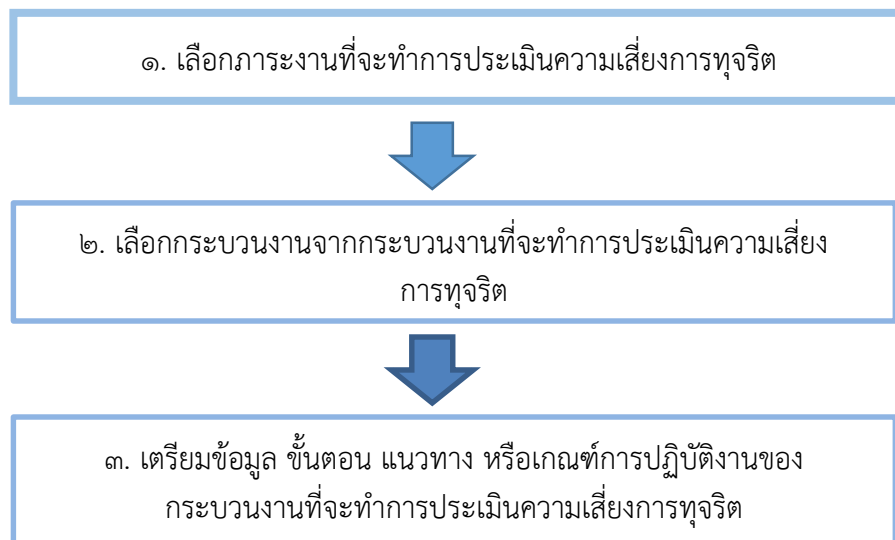 ๑. เลือกภาระงานที่จะทำการประเมินความเสี่ยงการทุจริต
๒. เลือกกระบวนงานจากกระบวนงานที่จะทำการประเมินความเสี่ยง
การทุจริต
๓. เตรียมข้อมูล ขั้นตอน แนวทาง หรือเกณฑ์การปฏิบัติงานของ
กระบวนงานที่จะทำการประเมินความเสี่ยงการทุจริต